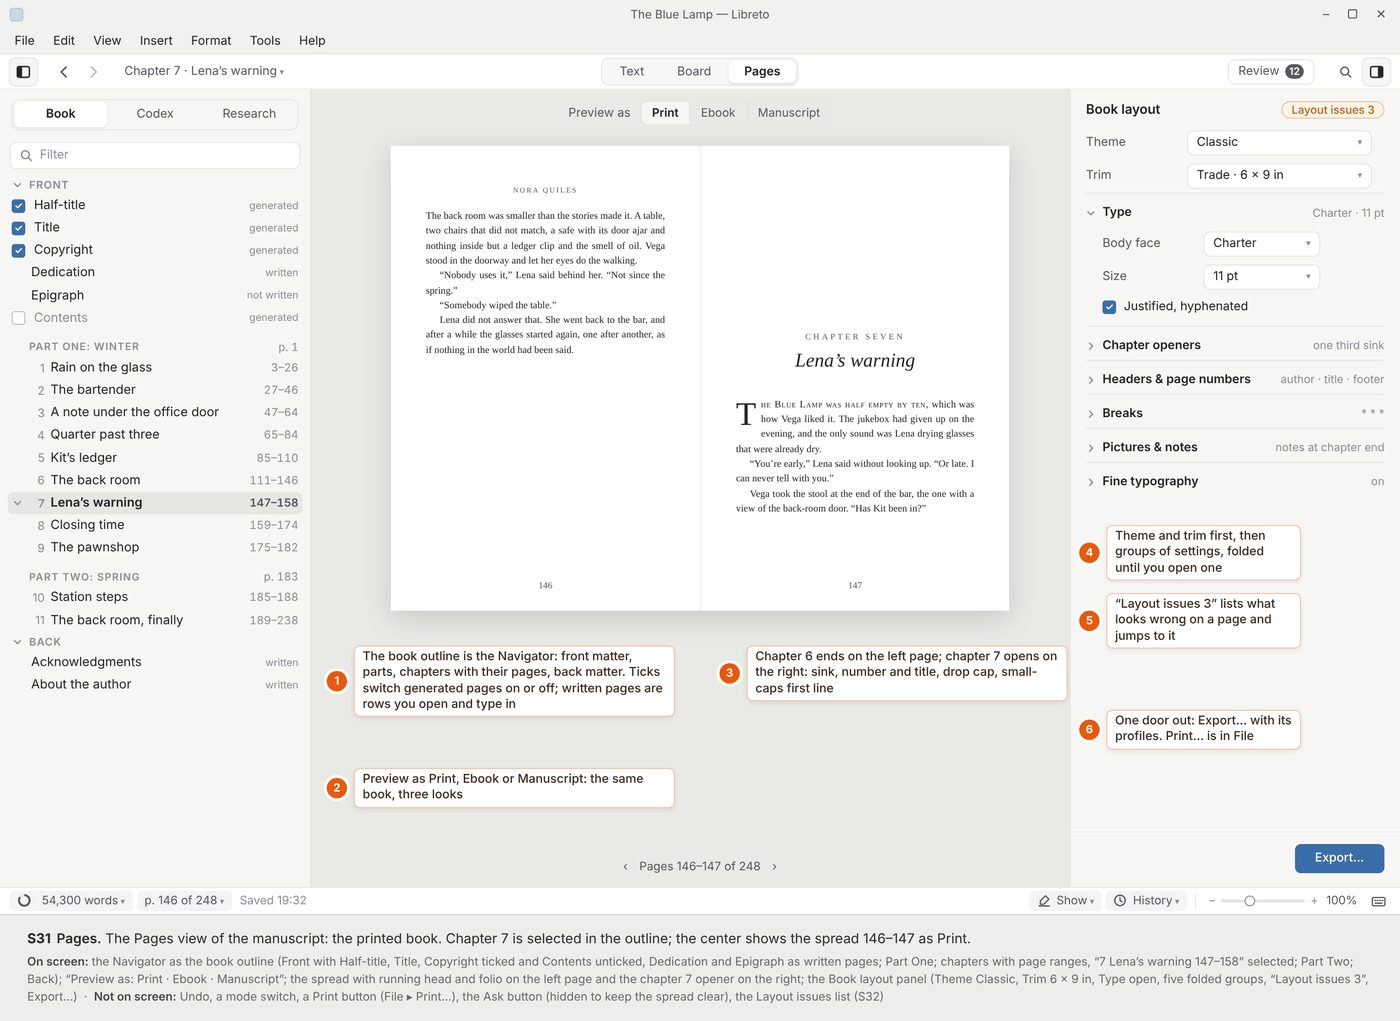 The Blue Lamp — Libreto
File Edit View Insert Format Tools Help
Chapter 7 · Lena’s warning
Text Board Pages
Review 12
Book Codex Research
Filter
FRONT
Half-title generated
Title generated
Copyright generated
Dedication written
Epigraph not written
Contents generated
PART ONE: WINTER p. 1
1 Rain on the glass 3–26
2 The bartender 27–46
3 A note under the office door 47–64
4 Quarter past three 65–84
5 Kit’s ledger 85–110
6 The back room 111–146
7 Lena’s warning 147–158
8 Closing time 159–174
9 The pawnshop 175–182
PART TWO: SPRING p. 183
10 Station steps 185–188
11 The back room, finally 189–238
BACK
Acknowledgments written
About the author written
Preview as Print Ebook Manuscript
NORA QUILES
The back room was smaller than the stories made it. A table,
two chairs that did not match, a safe with its door ajar and
nothing inside but a ledger clip and the smell of oil. Vega
stood in the doorway and let her eyes do the walking.
“Nobody uses it,” Lena said behind her. “Not since the
spring.”
“Somebody wiped the table.”
Lena did not answer that. She went back to the bar, and
after a while the glasses started again, one after another, as
if nothing in the world had been said.
146
CHAPTER SEVEN
Lena’s warning
The Blue Lamp was half empty by ten, which was
how Vega liked it. The jukebox had given up on the
evening, and the only sound was Lena drying glasses
that were already dry.
“You’re early,” Lena said without looking up. “Or late. I
can never tell with you.”
Vega took the stool at the end of the bar, the one with a
view of the back-room door. “Has Kit been in?”
147
1
The book outline is the Navigator: front matter,
parts, chapters with their pages, back matter. Ticks
switch generated pages on or off; written pages are
rows you open and type in
3
Chapter 6 ends on the left page; chapter 7 opens on
the right: sink, number and title, drop cap, small-
caps first line
2
Preview as Print, Ebook or Manuscript: the same
book, three looks
‹ Pages 146–147 of 248 ›
Book layout Layout issues 3
Theme Classic
Trim Trade · 6 × 9 in
Type Charter · 11 pt
Body face Charter
Size 11 pt
Justified, hyphenated
Chapter openers one third sink
Headers & page numbers author · title · footer
Breaks * * *
Pictures & notes notes at chapter end
Fine typography on
4
Theme and trim first, then
groups of settings, folded
until you open one
5
“Layout issues 3” lists what
looks wrong on a page and
jumps to it
6
One door out: Export… with its
profiles. Print… is in File
Export…
54,300 words p. 146 of 248 Saved 19:32
Show History − + 100%
S31 Pages. The Pages view of the manuscript: the printed book. Chapter 7 is selected in the outline; the center shows the spread 146–147 as Print.
On screen: the Navigator as the book outline (Front with Half-title, Title, Copyright ticked and Contents unticked, Dedication and Epigraph as written pages; Part One; chapters with page ranges, “7 Lena’s warning 147–158” selected; Part Two;
Back); “Preview as: Print · Ebook · Manuscript”; the spread with running head and folio on the left page and the chapter 7 opener on the right; the Book layout panel (Theme Classic, Trim 6 × 9 in, Type open, five folded groups, “Layout issues 3”,
Export…) · Not on screen: Undo, a mode switch, a Print button (File ▸ Print…), the Ask button (hidden to keep the spread clear), the Layout issues list (S32)